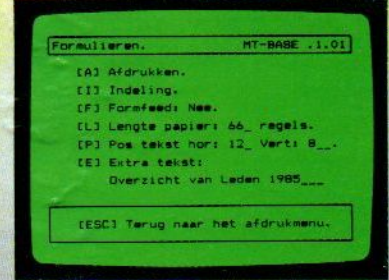 Formulieren. MT-BASE .1.01
[A] Afdrukken.
[I] Indeling.
[F] Formfeed: Nee.
[L] Lengte papier: 66_ regels.
[P] Pos tekst hor: 12_ Vert: 8__.
[E] Extra tekst:
Overzicht van Leden 1985___
[ESC] Terug naar het afdrukmenu.